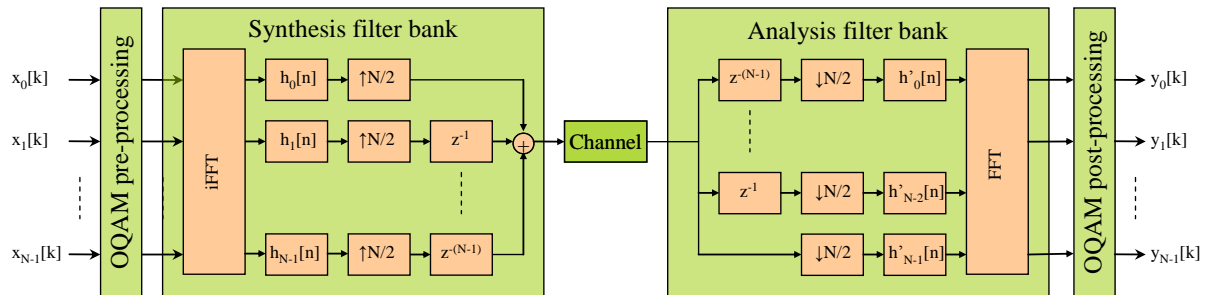 Synthesis filter bank
Analysis filter bank
x0[k]
x1[k]
xN-1[k]
OQAM pre-processing
iFFT
h0[n]
↑N/2
h1[n]
↑N/2
z-1
hN-1[n]
↑N/2
z-(N-1)
+
Channel
z-(N-1)
↓N/2
h'0[n]
z-1
↓N/2
h'N-2[n]
↓N/2
h'N-1[n]
FFT
OQAM post-processing
y0[k]
y1[k]
yN-1[k]